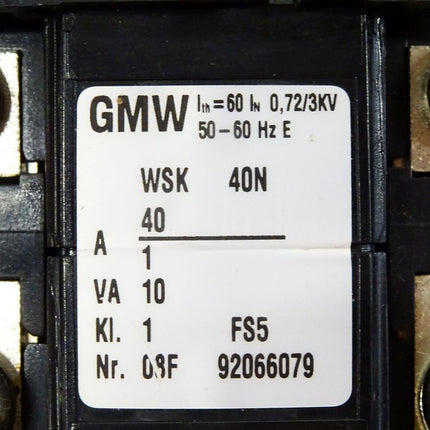 GMW Ith=60 IN 0,72/3KV
50-60 Hz E
WSK 40N
40
A
1
VA 10
Kl. 1 FS5
Nr. 08F 92066079